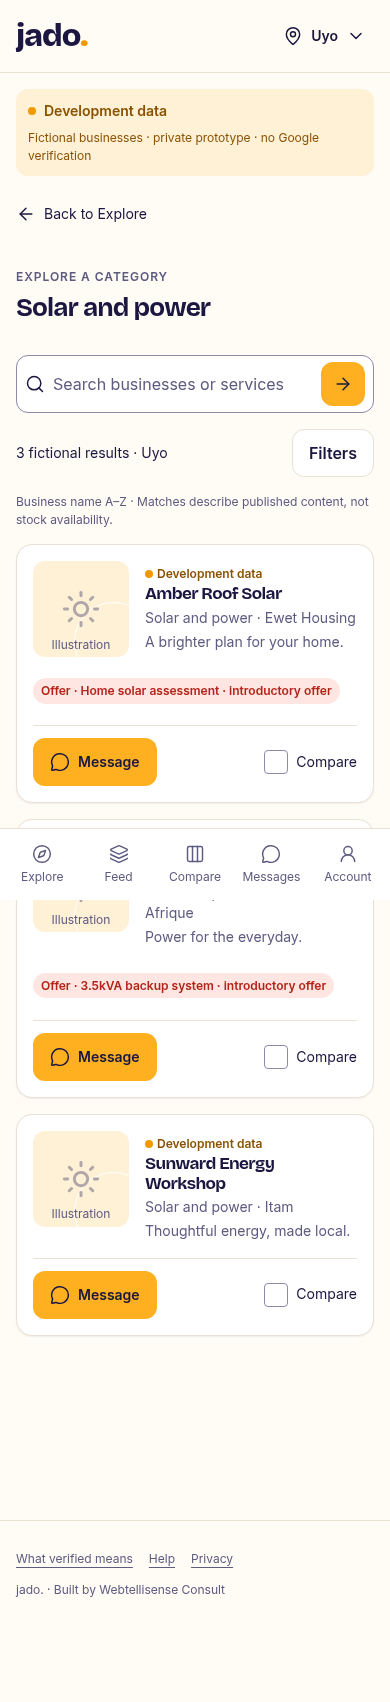 jado.
Uyo
Development data
Fictional businesses · private prototype · no Google
verification
Back to Explore
EXPLORE A CATEGORY
Solar and power
Search businesses or services
3 fictional results · Uyo
Filters
Business name A–Z · Matches describe published content, not
stock availability.
Illustration
Development data
Amber Roof Solar
Solar and power · Ewet Housing
A brighter plan for your home.
Offer · Home solar assessment · introductory offer
Message
Compare
Explore
Feed
Compare
Messages
Account
Illustration
Afrique
Power for the everyday.
Offer · 3.5kVA backup system · introductory offer
Message
Compare
Illustration
Development data
Sunward Energy
Workshop
Solar and power · Itam
Thoughtful energy, made local.
Message
Compare
What verified means
Help
Privacy
jado. · Built by Webtellisense Consult